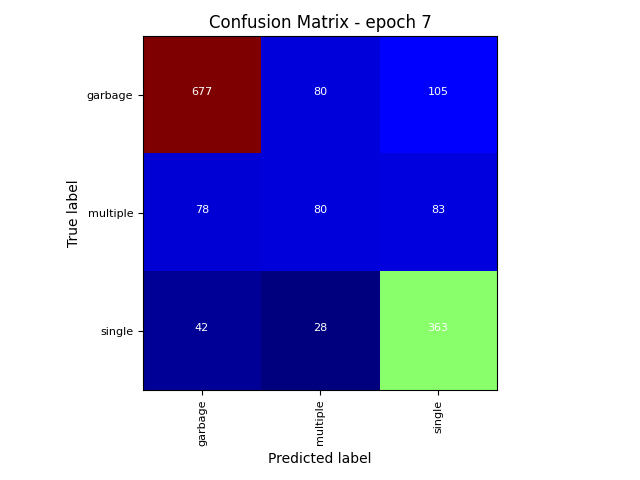 Confusion Matrix - epoch 7
garbage 677 80 105
multiple 78 80 83
single 42 28 363
garbage multiple single
True label
Predicted label